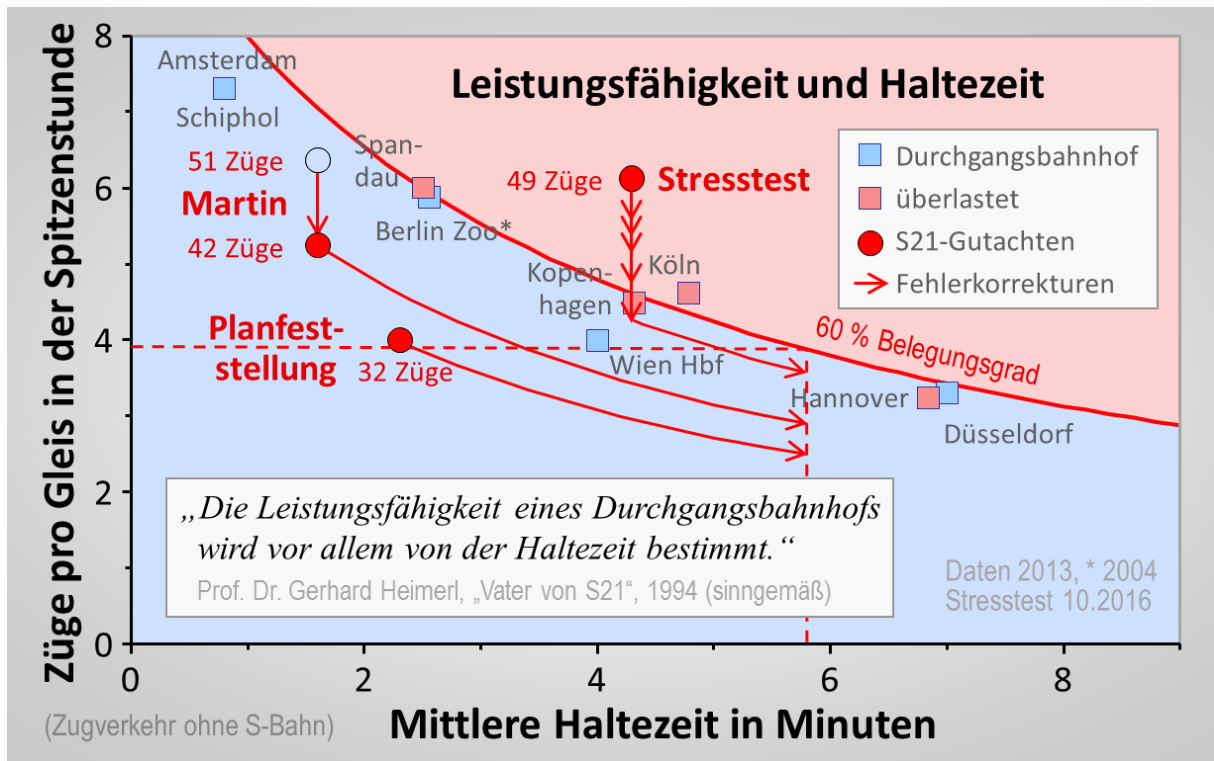 Leistungsfähigkeit und Haltezeit
Züge pro Gleis in der Spitzenstunde
8
6
4
2
0
Amsterdam
Schiphol
51 Züge
Martin
42 Züge
Span-
dau
Berlin Zoo*
49 Züge
Stresstest
Kopen-
hagen
Köln
Durchgangsbahnhof
überlastet
S21-Gutachten
Fehlerkorrekturen
Planfest-
stellung
32 Züge
Wien Hbf
60 % Belegungsgrad
Hannover
Düsseldorf
„Die Leistungsfähigkeit eines Durchgangsbahnhofs
wird vor allem von der Haltezeit bestimmt.“
Prof. Dr. Gerhard Heimerl, „Vater von S21“, 1994 (sinngemäß)
Daten 2013, * 2004
Stresstest 10.2016
0 2 4 6 8
(Zugverkehr ohne S-Bahn)
Mittlere Haltezeit in Minuten